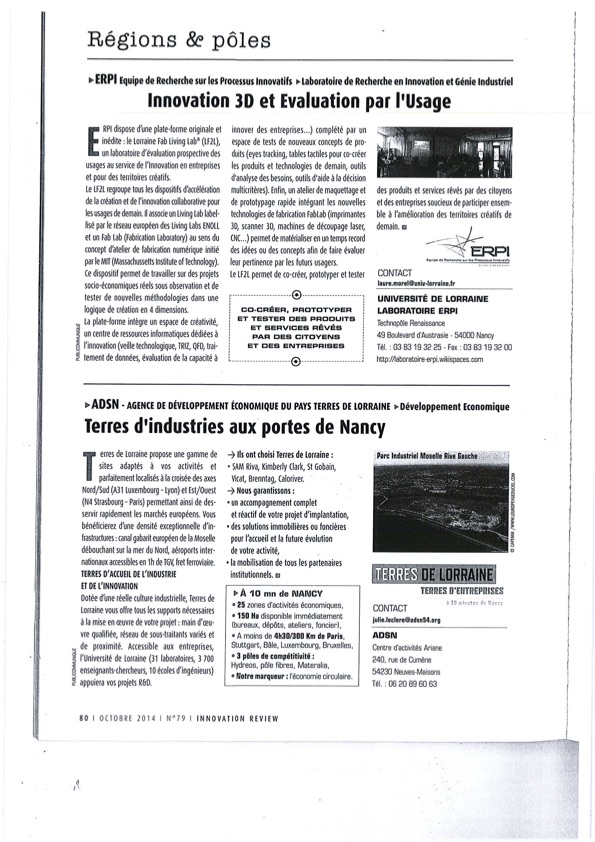 Régions & pôles
▶ERPI Equipe de Recherche sur les Processus Innovatifs ▶Laboratoire de Recherche en Innovation et Génie Industriel
Innovation 3D et Evaluation par l'Usage
ERPI dispose d'une plate-forme originale et
inédite : le Lorraine Fab Living Lab® (LF2L),
un laboratoire d'évaluation prospective des
usages au service de l'Innovation en entreprises
et pour des territoires créatifs.
Le LF2L regroupe tous les dispositifs d'accélération
de la création et de l'innovation collaborative pour
les usages de demain. Il associe un Living Lab label-
lisé par le réseau européen des Living Labs ENOLL
et un Fab Lab (Fabrication Laboratory) au sens du
concept d'atelier de fabrication numérique initié
par le MIT (Massachussetts Institute of Technology).
Ce dispositif permet de travailler sur des projets
socio-économiques réels sous observation et de
tester de nouvelles méthodologies dans une
logique de création en 4 dimensions.
La plate-forme intègre un espace de créativité,
un centre de ressources informatiques dédiées à
l'innovation (veille technologique, TRIZ, QFD, trai-
tement de données, évaluation de la capacité à
PUBLICOMMUNIQUÉ
innover des entreprises...) complété par un
espace de tests de nouveaux concepts de pro-
duits (eyes tracking, tables tactiles pour co-créer
les produits et technologies de demain, outils
d'analyse des besoins, outils d'aide à la décision
multicritères). Enfin, un atelier de maquettage et
de prototypage rapide intégrant les nouvelles
technologies de fabrication FabLab (imprimantes
3D, scanner 3D, machines de découpage laser,
CNC...) permet de matérialiser en un temps record
des idées ou des concepts afin de faire évaluer
leur pertinence par les futurs usagers.
Le LF2L permet de co-créer, prototyper et tester
CO-CRÉER, PROTOTYPER
ET TESTER DES PRODUITS
ET SERVICES RÊVÉS
PAR DES CITOYENS
ET DES ENTREPRISES
des produits et services rêvés par des citoyens
et des entreprises soucieux de participer ensem-
ble à l'amélioration des territoires créatifs de
demain.
ERPI
Equipe de Recherche sur les Processus Innovatifs
CONTACT
laure.morel@univ-lorraine.fr
UNIVERSITÉ DE LORRAINE
LABORATOIRE ERPI
Technopôle Renaissance
49 Boulevard d'Austrasie - 54000 Nancy
Tél. : 03 83 19 32 25 - Fax : 03 83 19 32 00
http://laboratoire-erpi.wikispaces.com
▶ADSN - AGENCE DE DÉVELOPPEMENT ÉCONOMIQUE DU PAYS TERRES DE LORRAINE ▶Développement Economique
Terres d'industries aux portes de Nancy
Terres de Lorraine propose une gamme de
sites adaptés à vos activités et
parfaitement localisés à la croisée des axes
Nord/Sud (A31 Luxembourg - Lyon) et Est/Ouest
(N4 Strasbourg - Paris) permettant ainsi de des-
servir rapidement les marchés européens. Vous
bénéficierez d'une densité exceptionnelle d'in-
frastructures : canal gabarit européen de la Moselle
débouchant sur la mer du Nord, aéroports inter-
nationaux accessibles en 1h de TGV, fret ferroviaire.
TERRES D'ACCUEIL DE L'INDUSTRIE
ET DE L'INNOVATION
Dotée d'une réelle culture industrielle, Terres de
Lorraine vous offre tous les supports nécessaires
à la mise en œuvre de votre projet : main d'œu-
vre qualifiée, réseau de sous-traitants variés et
de proximité. Accessible aux entreprises,
l'Université de Lorraine (31 laboratoires, 3 700
enseignants-chercheurs, 10 écoles d'ingénieurs)
appuiera vos projets R&D.
PUBLICOMMUNIQUÉ
→ Ils ont choisi Terres de Lorraine :
• SAM Riva, Kimberly Clark, St Gobain,
Vicat, Brenntag, Caloriver.
→ Nous garantissons :
• un accompagnement complet
et réactif de votre projet d'implantation,
• des solutions immobilières ou foncières
pour l'accueil et la future évolution
de votre activité,
• la mobilisation de tous les partenaires
institutionnels.
▶ À 10 mn de NANCY
• 25 zones d'activités économiques,
• 150 Ha disponible immédiatement
(bureaux, dépôts, ateliers, foncier),
• A moins de 4h30/300 Km de Paris,
Stuttgart, Bâle, Luxembourg, Bruxelles,
• 3 pôles de compétitivité :
Hydreos, pôle fibres, Materalia,
• Notre marqueur : l'économie circulaire.
Parc Industriel Moselle Rive Gauche
TERRES DE LORRAINE
TERRES D'ENTREPRISES
à 10 minutes de Nancy
CONTACT
julie.leclere@adsn54.org
ADSN
Centre d'activités Ariane
240, rue de Cumène
54230 Neuves-Maisons
Tél. : 06 20 89 60 63
80 I OCTOBRE 2014 I N°79 I INNOVATION REVIEW